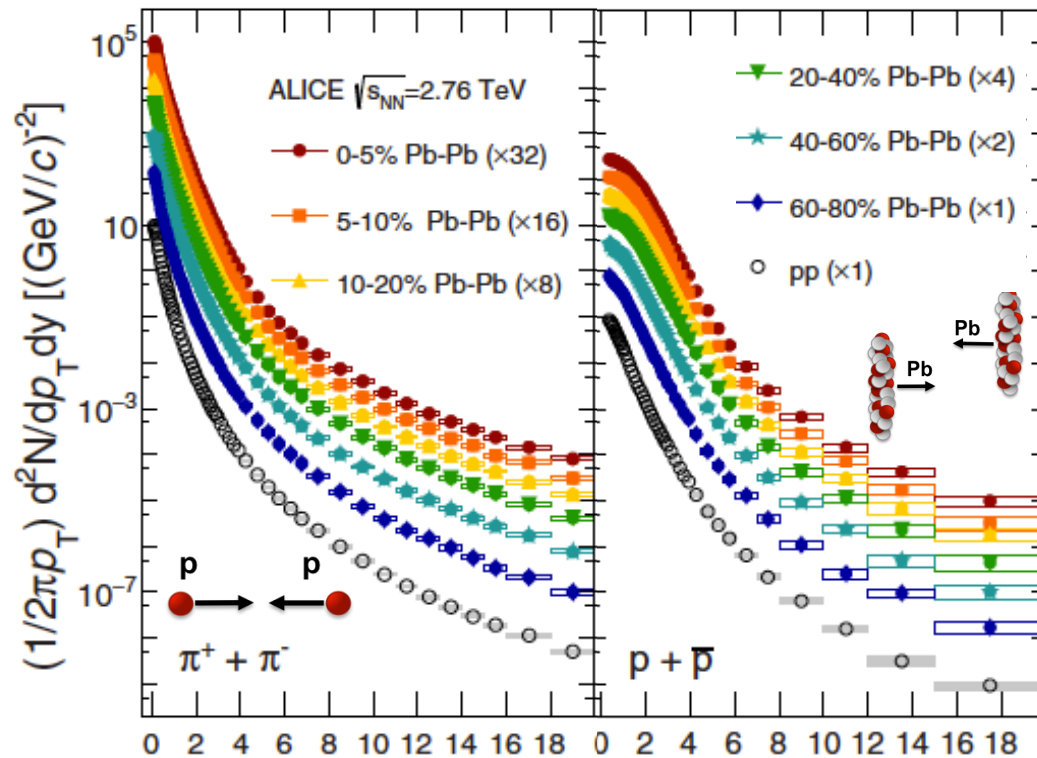 (1/2πp_T) d²N/dp_Tdy [(GeV/c)⁻²]
10⁵
10
10⁻³
10⁻⁷
ALICE √s_NN=2.76 TeV
0-5% Pb-Pb (×32)
5-10% Pb-Pb (×16)
10-20% Pb-Pb (×8)
p p
π⁺ + π⁻
0 2 4 6 8 10 12 14 16 18
20-40% Pb-Pb (×4)
40-60% Pb-Pb (×2)
60-80% Pb-Pb (×1)
pp (×1)
Pb
Pb
p + p̅
0 2 4 6 8 10 12 14 16 18